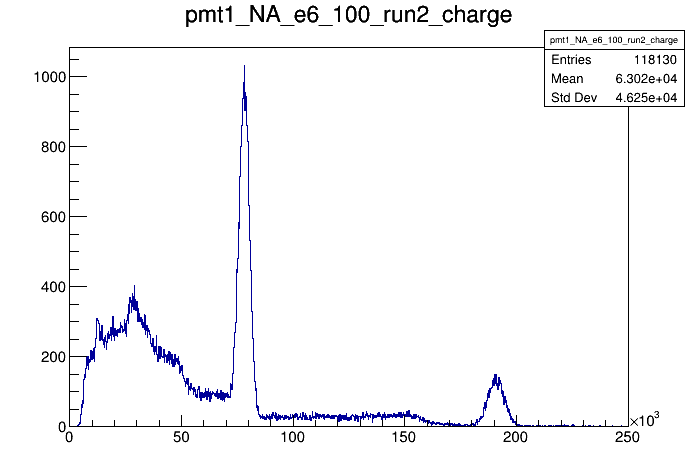 pmt1_NA_e6_100_run2_charge
pmt1_NA_e6_100_run2_charge
Entries 118130
Mean 6.302e+04
Std Dev 4.625e+04
1000
800
600
400
200
0
0 50 100 150 200 250
×10³